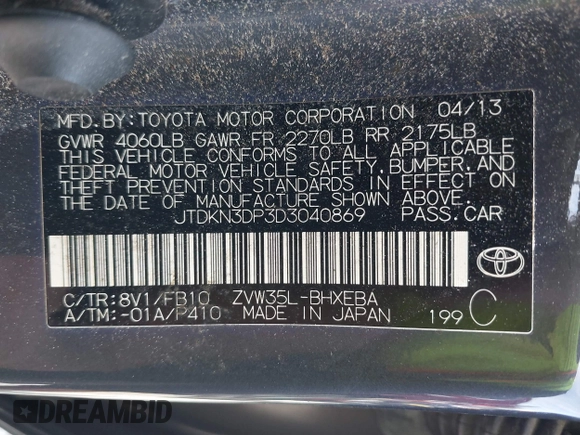 MFD.BY:TOYOTA MOTOR CORPORATION 04/13
GVWR 4060LB GAWR FR 2270LB RR 2175LB
THIS VEHICLE CONFORMS TO ALL APPLICABLE
FEDERAL MOTOR VEHICLE SAFETY,BUMPER,AND
THEFT PREVENTION STANDARDS IN EFFECT ON
THE DATE OF MANUFACTURE SHOWN ABOVE.
JTDKN3DP3D3040869 PASS.CAR
C/TR:8V1/FB10 ZVW35L-BHXEBA
A/TM:-01A/P410 MADE IN JAPAN 199 C
DREAMBID